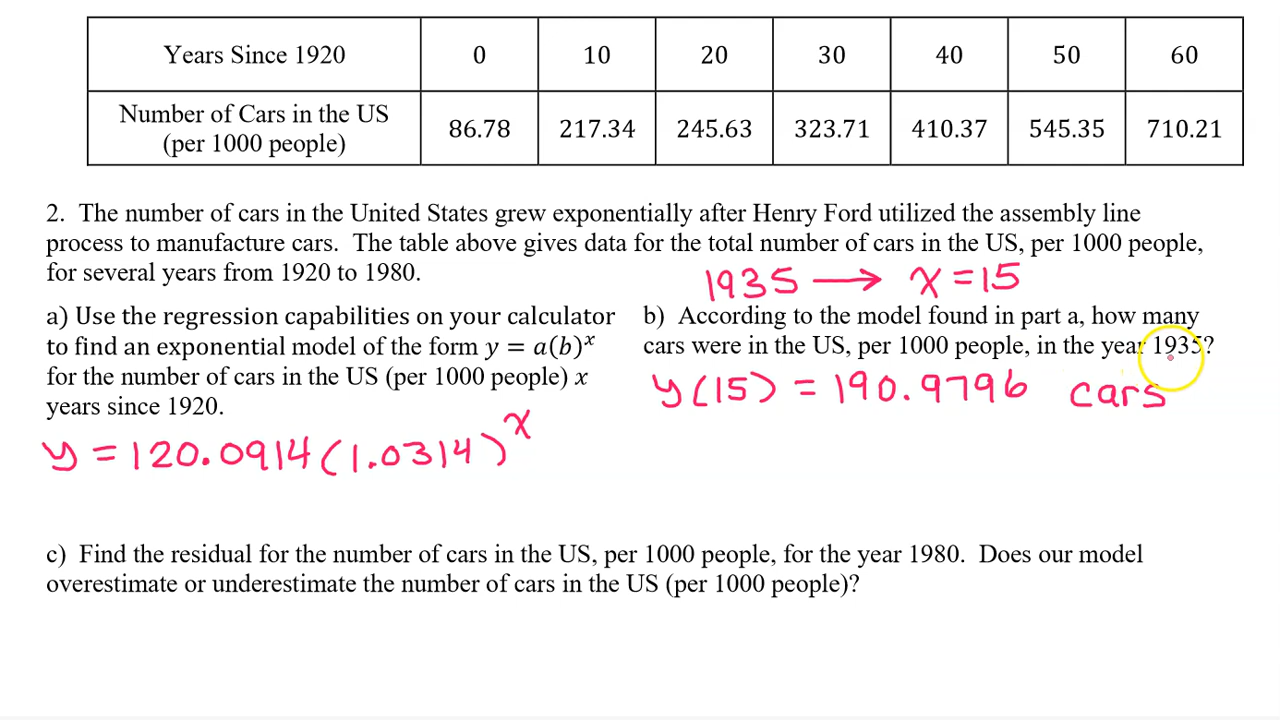 Years Since 1920 0 10 20 30 40 50 60
Number of Cars in the US
(per 1000 people) 86.78 217.34 245.63 323.71 410.37 545.35 710.21
2. The number of cars in the United States grew exponentially after Henry Ford utilized the assembly line
process to manufacture cars. The table above gives data for the total number of cars in the US, per 1000 people,
for several years from 1920 to 1980.
1935 → x = 15
a) Use the regression capabilities on your calculator
to find an exponential model of the form y = a(b)ˣ
for the number of cars in the US (per 1000 people) x
years since 1920.
y = 120.0914(1.0314)ˣ
b) According to the model found in part a, how many
cars were in the US, per 1000 people, in the year 1935?
y(15) = 190.9796 cars
c) Find the residual for the number of cars in the US, per 1000 people, for the year 1980. Does our model
overestimate or underestimate the number of cars in the US (per 1000 people)?